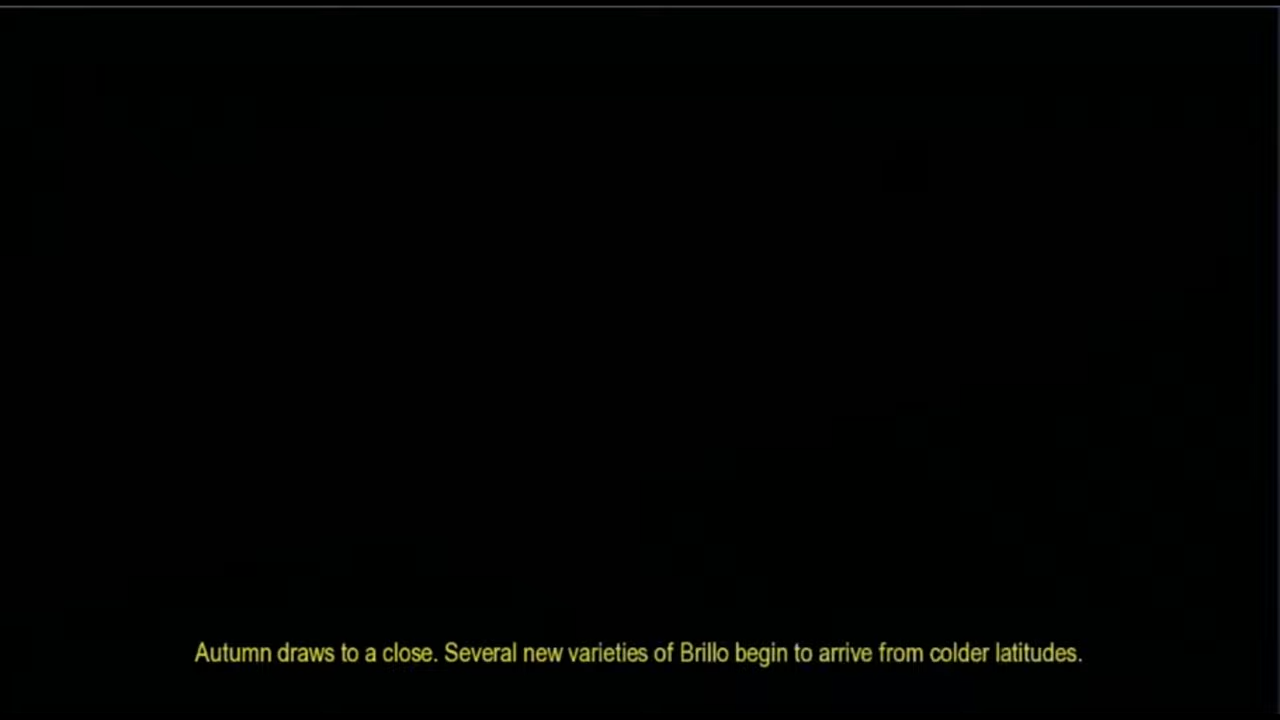 Autumn draws to a close. Several new varieties of Brillo begin to arrive from colder latitudes.